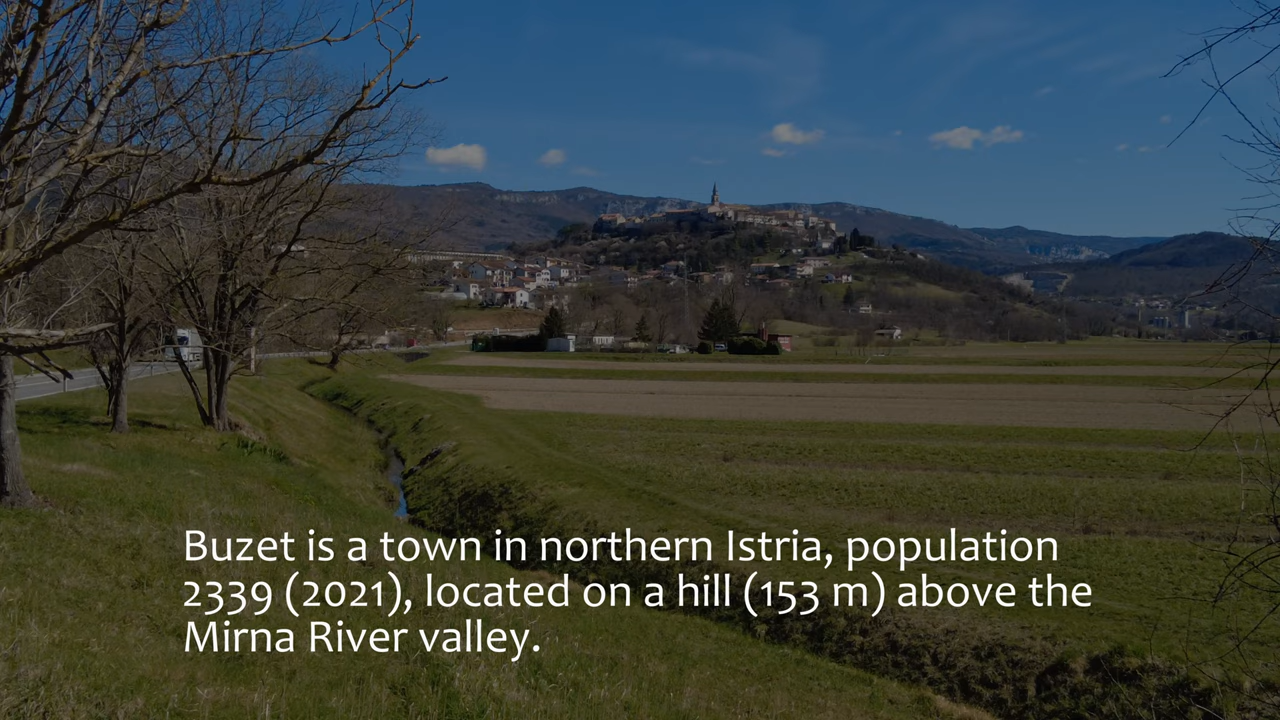 Buzet is a town in northern Istria, population
2339 (2021), located on a hill (153 m) above the
Mirna River valley.